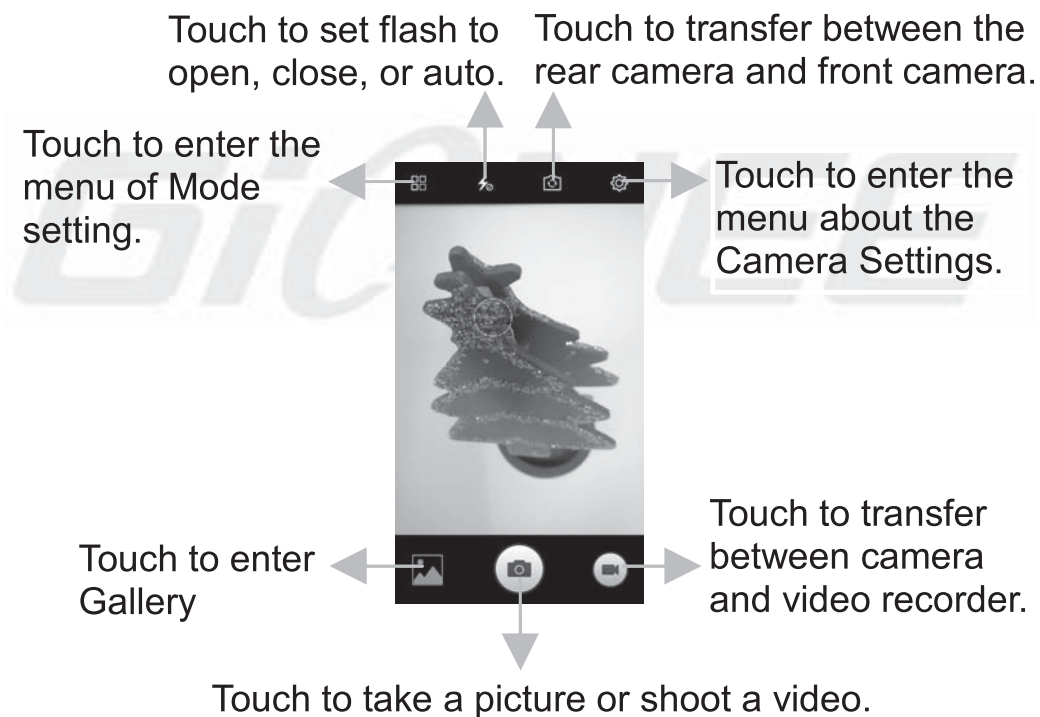 Touch to set flash to
open, close, or auto.
Touch to transfer between the
rear camera and front camera.
Touch to enter the
menu of Mode
setting.
Touch to enter the
menu about the
Camera Settings.
GiONEE
Touch to enter
Gallery
Touch to transfer
between camera
and video recorder.
Touch to take a picture or shoot a video.